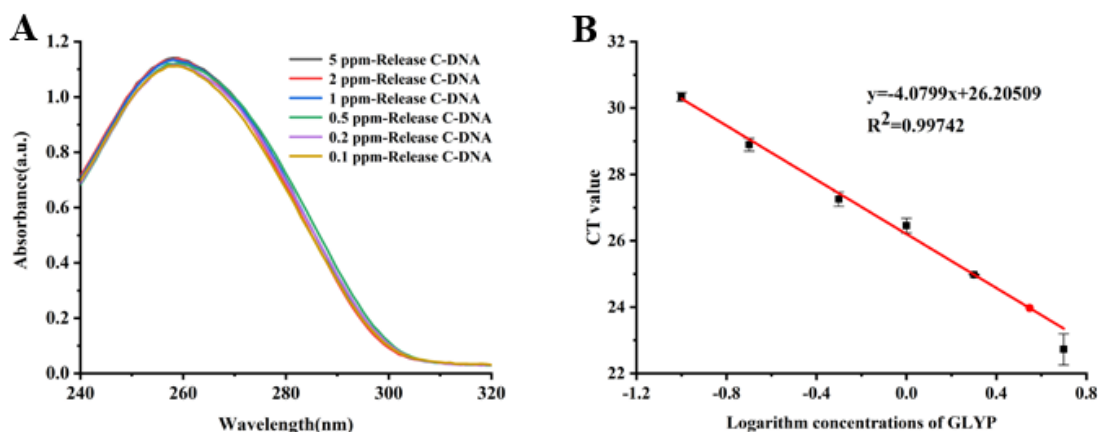 A
1.2
1.0
0.8
0.6
0.4
0.2
0.0
240
260
280
300
320
Absorbance(a.u.)
Wavelength(nm)
5 ppm-Release C-DNA
2 ppm-Release C-DNA
1 ppm-Release C-DNA
0.5 ppm-Release C-DNA
0.2 ppm-Release C-DNA
0.1 ppm-Release C-DNA
B
32
30
28
26
24
22
-1.2
-0.8
-0.4
0.0
0.4
0.8
CT value
Logarithm concentrations of GLYP
y=-4.0799x+26.20509
R²=0.99742